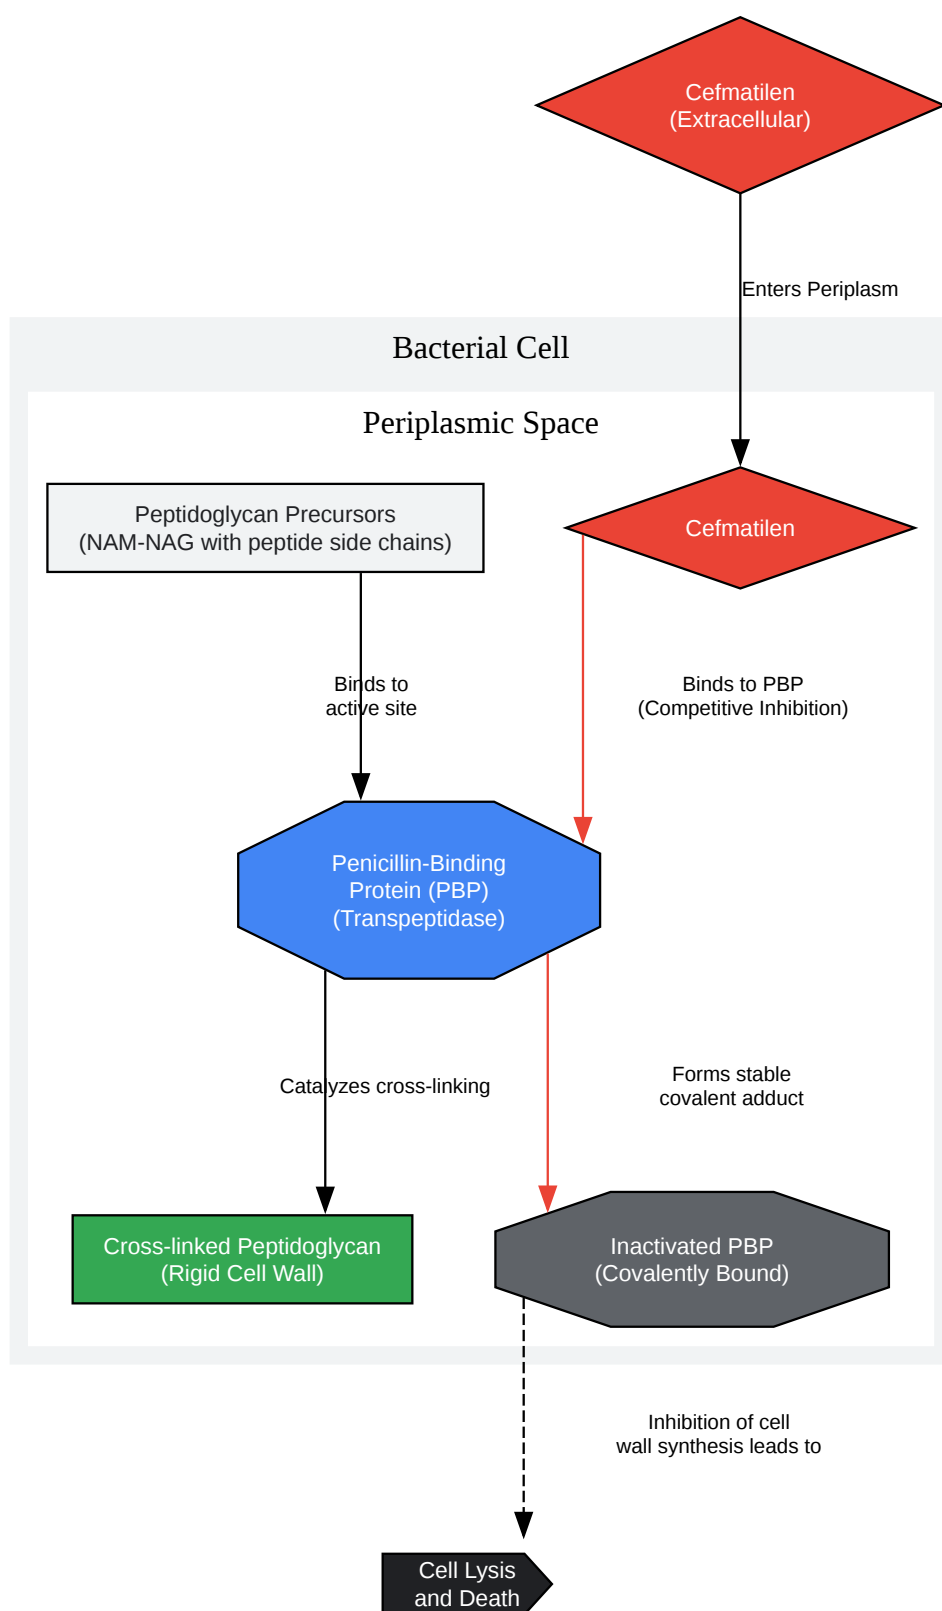 Cefmatilen
(Extracellular)
Enters Periplasm
Bacterial Cell
Periplasmic Space
Peptidoglycan Precursors
(NAM-NAG with peptide side chains)
Cefmatilen
Binds to
active site
Binds to PBP
(Competitive Inhibition)
Penicillin-Binding
Protein (PBP)
(Transpeptidase)
Catalyzes cross-linking
Forms stable
covalent adduct
Cross-linked Peptidoglycan
(Rigid Cell Wall)
Inactivated PBP
(Covalently Bound)
Inhibition of cell
wall synthesis leads to
Cell Lysis
and Death